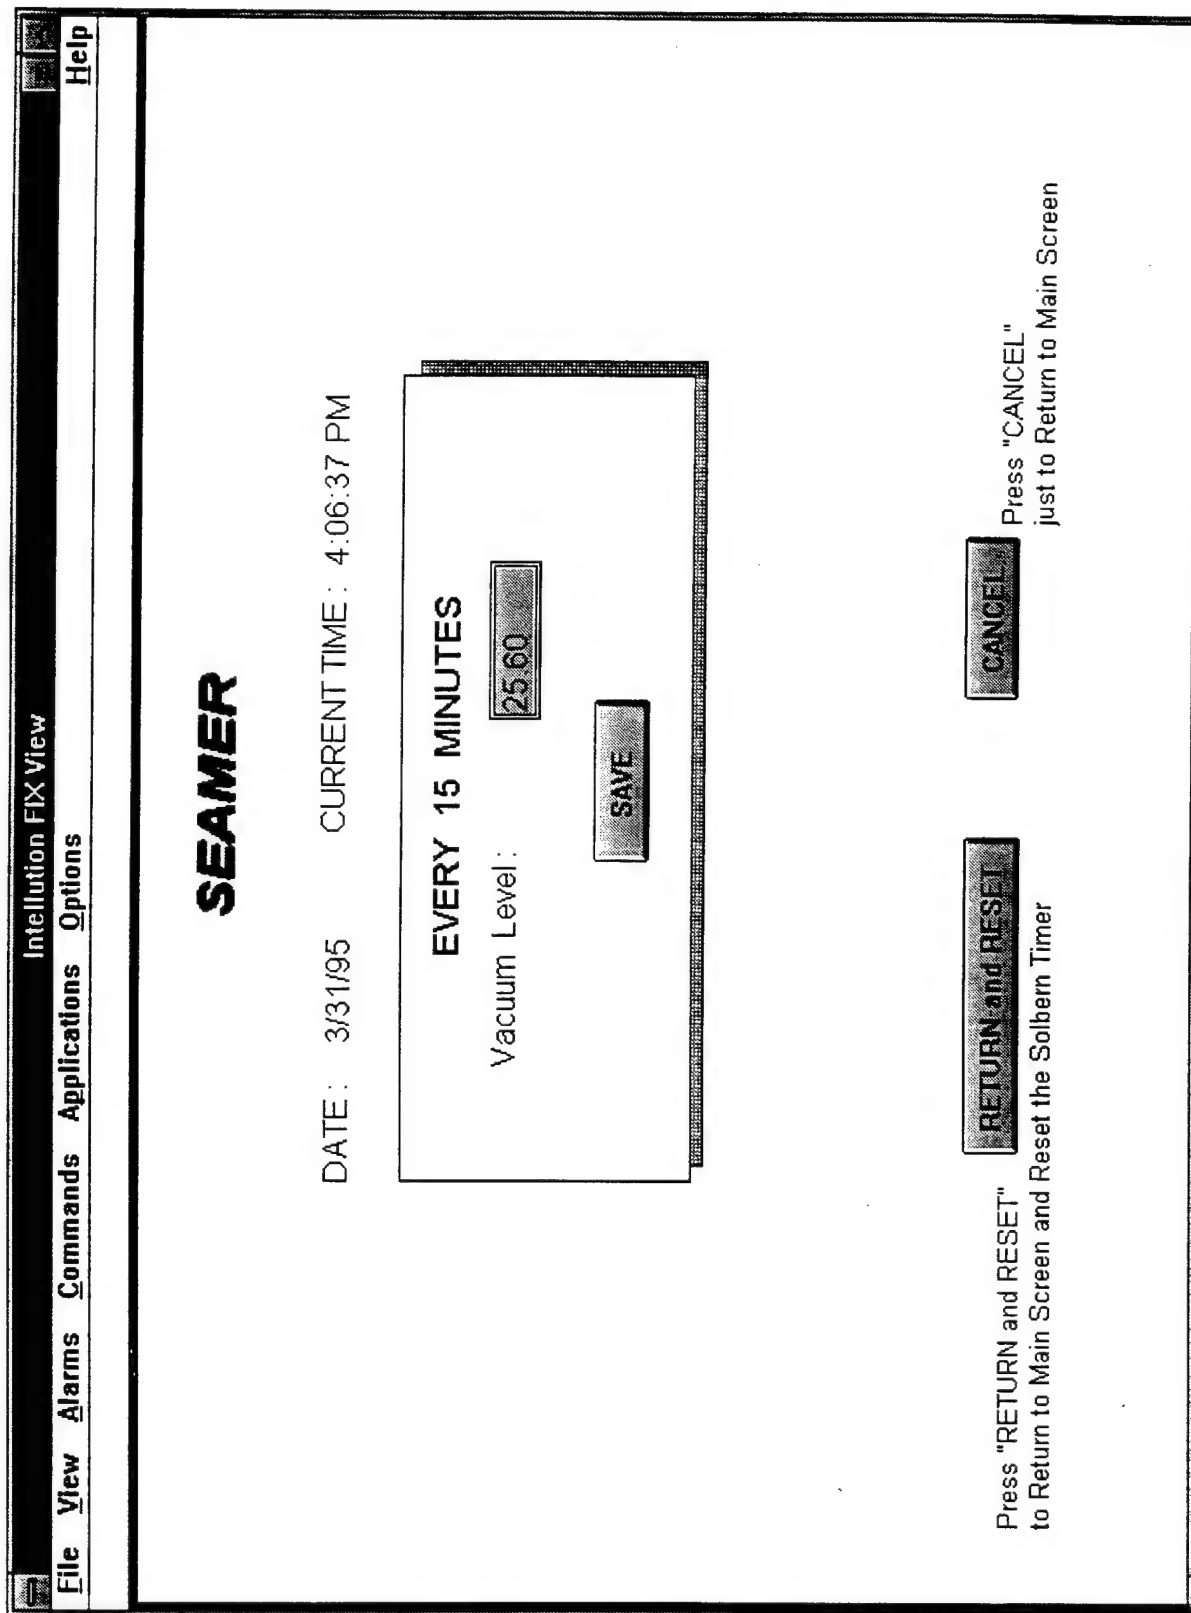 Intellution FIX View
File View Alarms Commands Applications Options Help
SEAMER
DATE : 3/31/95 CURRENT TIME : 4:06:37 PM
EVERY 15 MINUTES
Vacuum Level : 25.60
SAVE
RETURN and RESET CANCEL
Press "RETURN and RESET"
to Return to Main Screen and Reset the Solbern Timer
Press "CANCEL"
just to Return to Main Screen